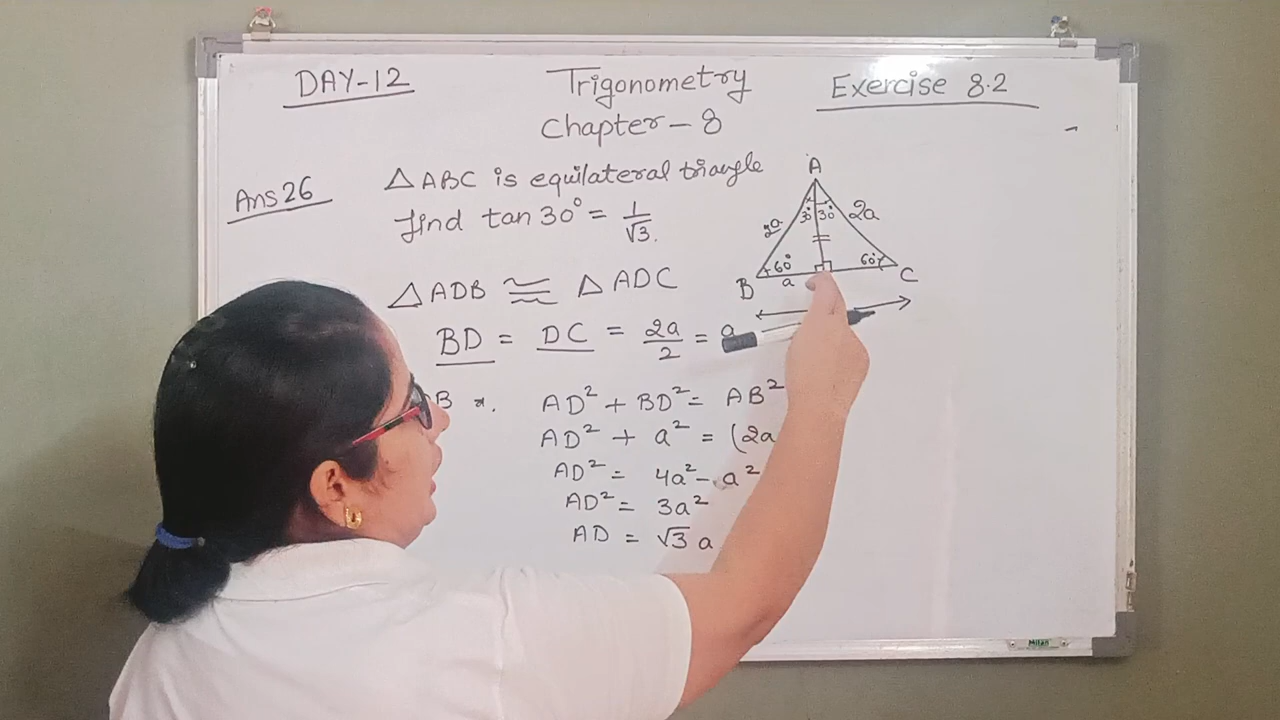 DAY-12
Trigonometry
Chapter - 8
Exercise 8.2
Ans 26
△ABC is equilateral triangle
find tan 30° = 1/√3.
△ADB ≅ △ADC
BD = DC = 2a/2 = a
B
AD² + BD² = AB²
AD² + a² = (2a
AD² = 4a² - a²
AD² = 3a²
AD = √3 a
A
2a 30° 30° 2a
60° 60°
B a C